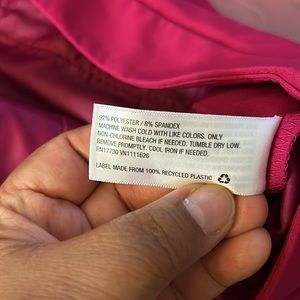 92% POLYESTER / 8% SPANDEX
MACHINE WASH COLD WITH LIKE COLORS. ONLY
NON-CHLORINE BLEACH IF NEEDED. TUMBLE DRY LOW.
REMOVE PROMPTLY. COOL IRON IF NEEDED.
RN17730 VN1111626
LABEL MADE FROM 100% RECYCLED PLASTIC